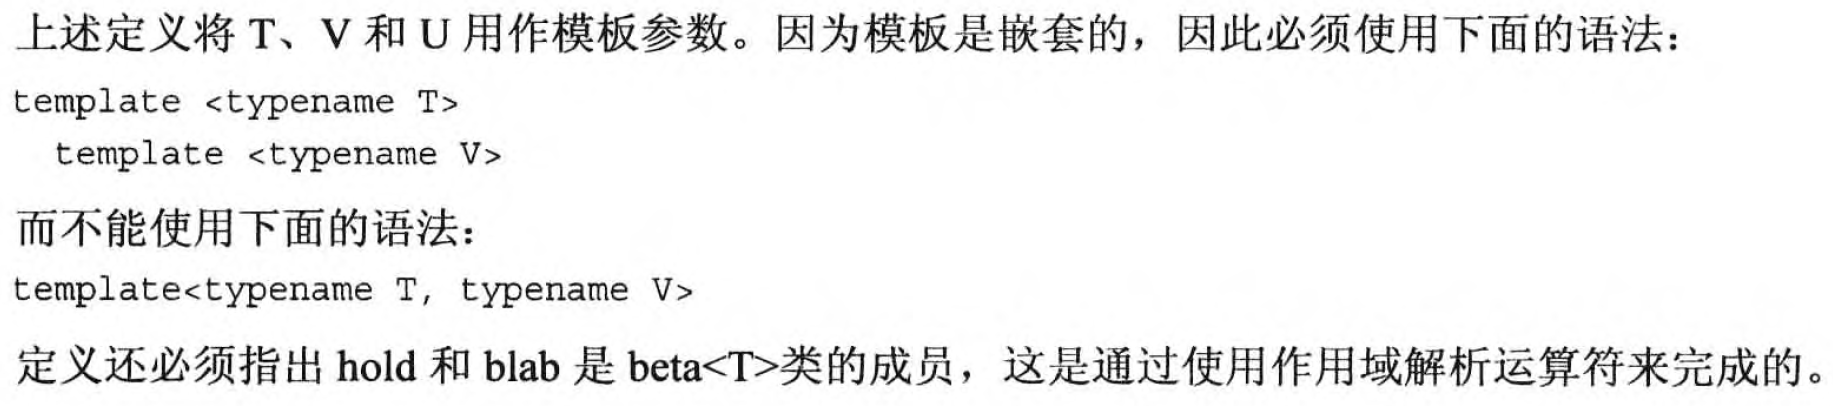 上述定义将 T、V 和 U 用作模板参数。因为模板是嵌套的，因此必须使用下面的语法：
template <typename T>
  template <typename V>
而不能使用下面的语法：
template<typename T, typename V>
定义还必须指出 hold 和 blab 是 beta<T>类的成员，这是通过使用作用域解析运算符来完成的。